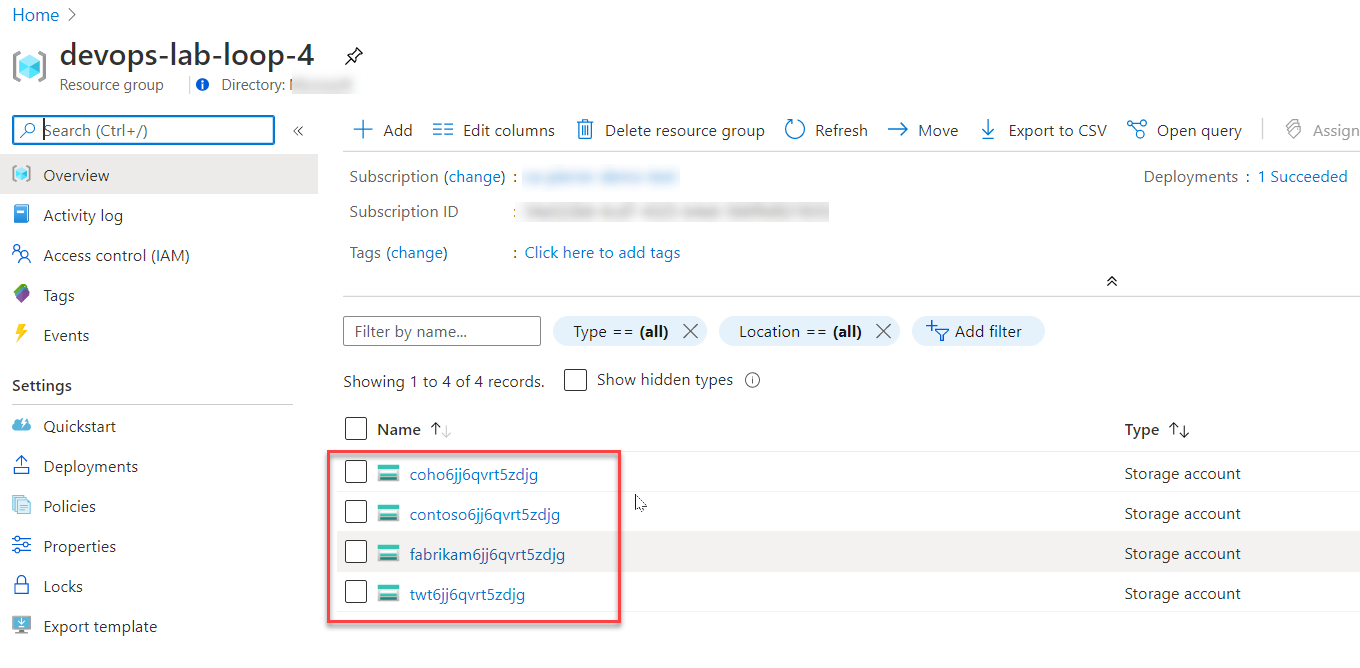 Home
devops-lab-loop-4
Resource group
Directory:
Search (Ctrl+/)
«
Add
Edit columns
Delete resource group
Refresh
Move
Export to CSV
Open query
Assign
Overview
Activity log
Access control (IAM)
Tags
Events
Settings
Quickstart
Deployments
Policies
Properties
Locks
Export template
Subscription (change) :
Deployments : 1 Succeeded
Subscription ID :
Tags (change) : Click here to add tags
Filter by name...
Type == (all)
Location == (all)
Add filter
Showing 1 to 4 of 4 records.
Show hidden types
Name
Type
coho6jj6qvrt5zdjg Storage account
contoso6jj6qvrt5zdjg Storage account
fabrikam6jj6qvrt5zdjg Storage account
twt6jj6qvrt5zdjg Storage account